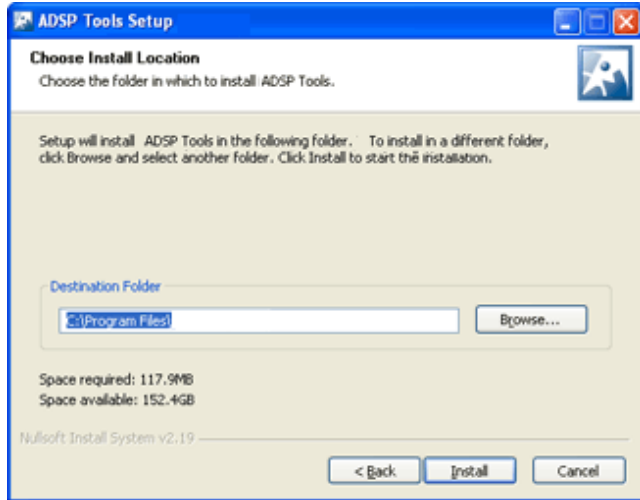 ADSP Tools Setup
Choose Install Location
Choose the folder in which to install ADSP Tools.
Setup will install ADSP Tools in the following folder. To install in a different folder,
click Browse and select another folder. Click Install to start the installation.
Destination Folder
C:\Program Files\
Browse...
Space required: 117.9MB
Space available: 152.4GB
Nullsoft Install System v2.19
< Back
Install
Cancel